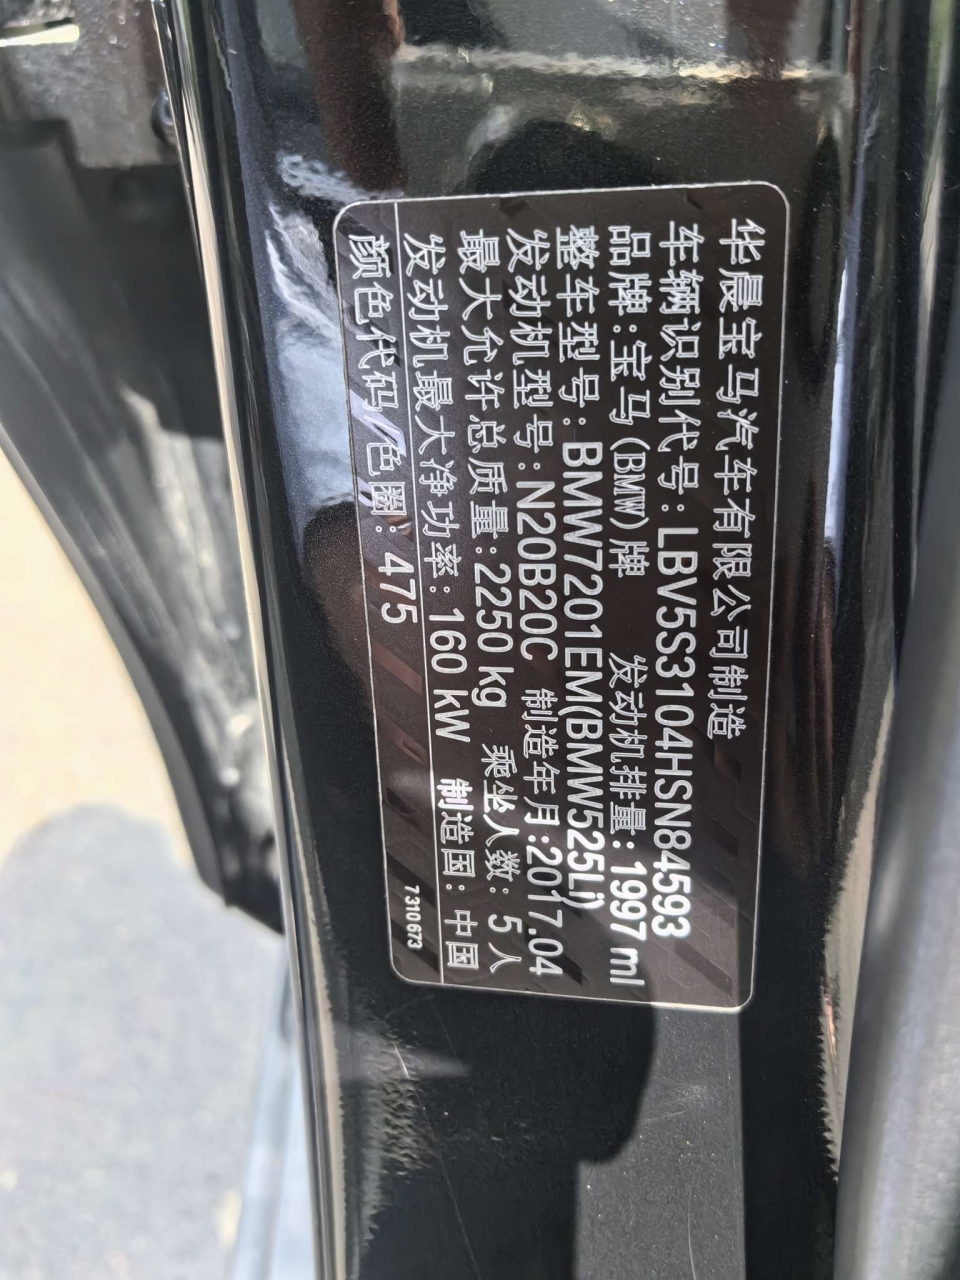 华晨宝马汽车有限公司制造
车辆识别代号:LBV5S3104HSN84593
品牌:宝马(BMW)牌 发动机排量:1997 ml
整车型号:BMW7201EM(BMW525Li)
发动机型号:N20B20C 制造年月:2017.04
最大允许总质量:2250 kg 乘坐人数:5人
发动机最大净功率:160 kW 制造国:中国
颜色代码/色圈:475 7310673